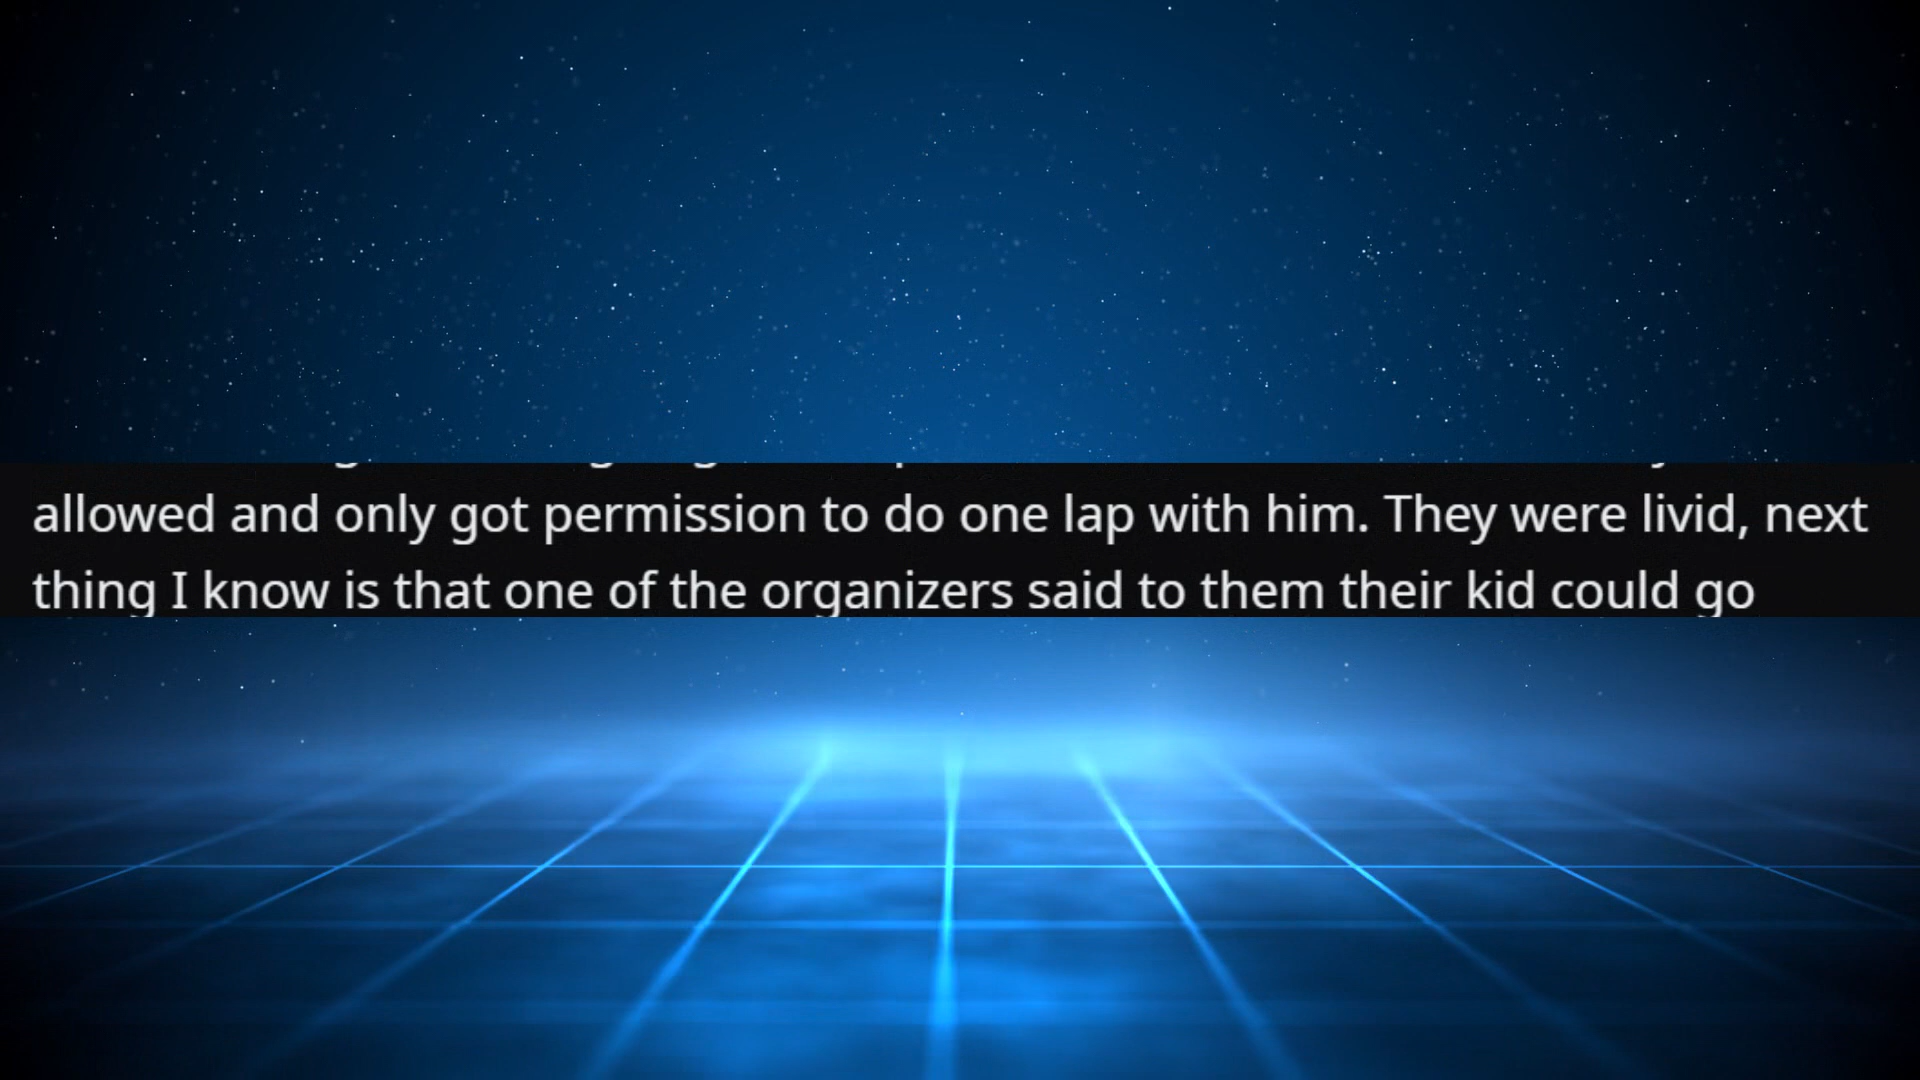 allowed and only got permission to do one lap with him. They were livid, next
thing I know is that one of the organizers said to them their kid could go